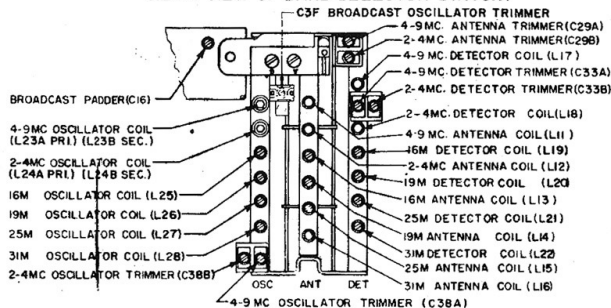 C3F BROADCAST OSCILLATOR TRIMMER
4-9 MC. ANTENNA TRIMMER(C29A)
2-4MC. ANTENNA TRIMMER(C29B)
4-9MC. DETECTOR COIL (L17)
4-9MC. DETECTOR TRIMMER(C33A)
2-4MC. DETECTOR TRIMMER(C33B)
2-4MC. DETECTOR COIL(L18)
4-9 MC. ANTENNA COIL(L11)
16M DETECTOR COIL (L19)
2-4MC ANTENNA COIL (L12)
19M DETECTOR COIL (L20)
16M ANTENNA COIL (L13)
25M DETECTOR COIL (L21)
19M ANTENNA COIL (L14)
31M DETECTOR COIL (L22)
25M ANTENNA COIL (L15)
31M ANTENNA COIL (L16)
BROADCAST PADDER(C16)
4-9MC OSCILLATOR COIL
(L23A PRI.) (L23B SEC.)
2-4MC OSCILLATOR COIL
(L24A PRI.) (L24B SEC.)
16M OSCILLATOR COIL (L25)
19M OSCILLATOR COIL (L26)
25M OSCILLATOR COIL (L27)
31M OSCILLATOR COIL (L28)
2-4MC OSCILLATOR TRIMMER(C38B)
OSC ANT DET
4-9 MC OSCILLATOR TRIMMER (C38A)